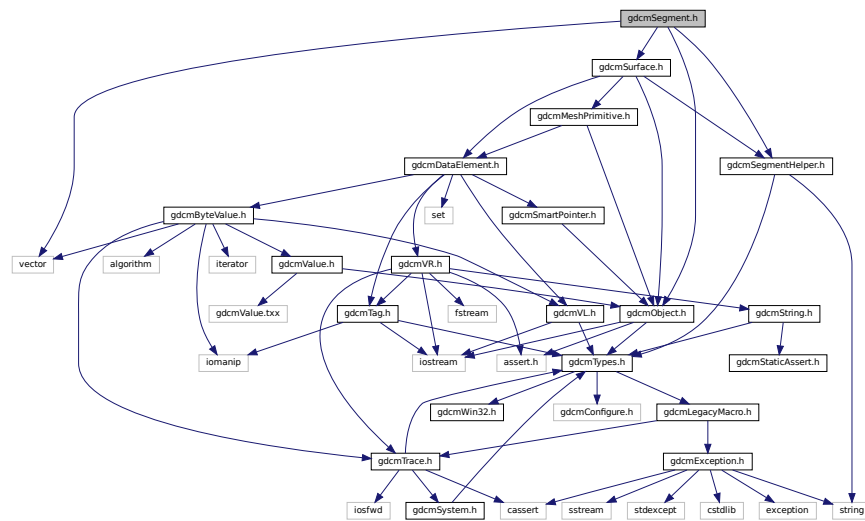 gdcmSegment.h
gdcmSurface.h
gdcmMeshPrimitive.h
gdcmDataElement.h
gdcmSegmentHelper.h
gdcmByteValue.h
set
gdcmSmartPointer.h
vector
algorithm
iterator
gdcmValue.h
gdcmVR.h
gdcmValue.txx
gdcmTag.h
fstream
gdcmVL.h
gdcmObject.h
gdcmString.h
iomanip
iostream
assert.h
gdcmTypes.h
gdcmStaticAssert.h
gdcmWin32.h
gdcmConfigure.h
gdcmLegacyMacro.h
gdcmTrace.h
gdcmException.h
iosfwd
gdcmSystem.h
cassert
sstream
stdexcept
cstdlib
exception
string